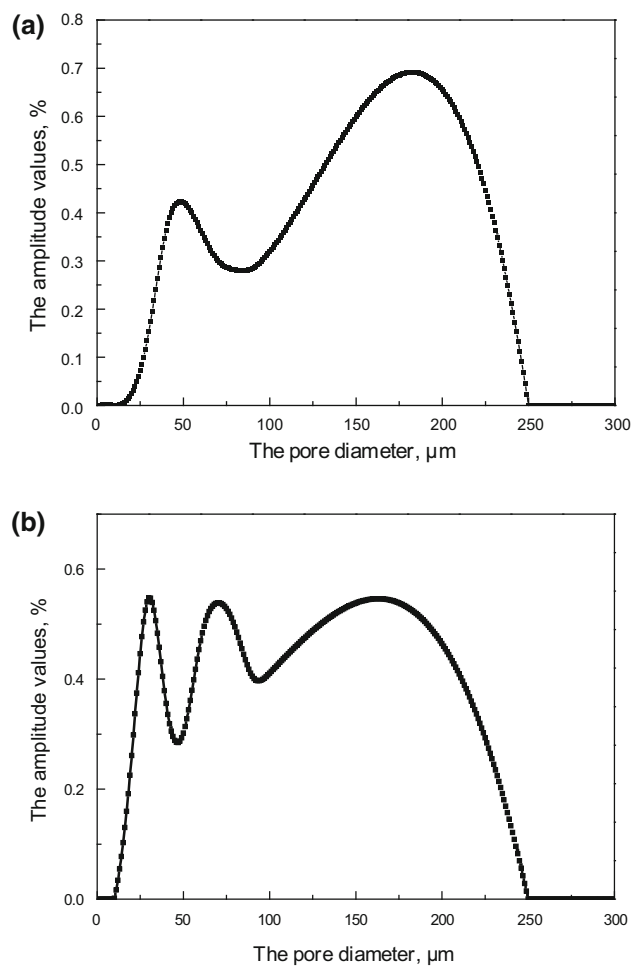 (a)
0.8
0.7
0.6
0.5
0.4
0.3
0.2
0.1
0.0
The amplitude values, %
0 50 100 150 200 250 300
The pore diameter, µm
(b)
0.6
0.4
0.2
0.0
The amplitude values, %
0 50 100 150 200 250 300
The pore diameter, µm